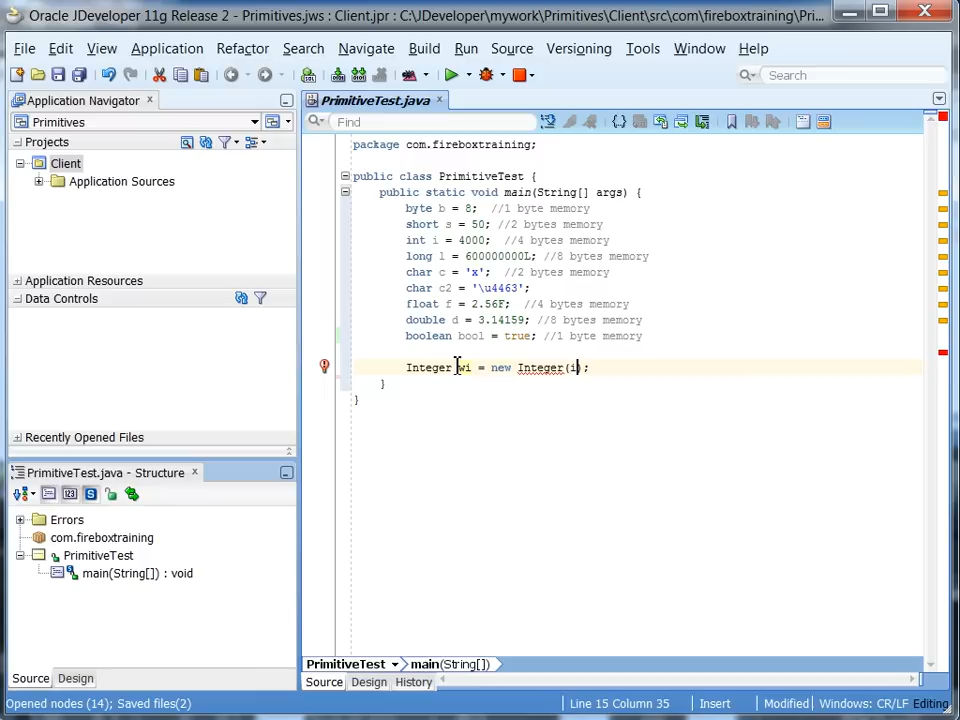 Oracle JDeveloper 11g Release 2 - Primitives.jws : Client.jpr : C:\JDeveloper\mywork\Primitives\Client\src\com\fireboxtraining\Pri...
File Edit View Application Refactor Search Navigate Build Run Source Versioning Tools Window Help
Search
Application Navigator
PrimitiveTest.java
Primitives
Find
Projects
Client
Application Sources
Application Resources
Data Controls
Recently Opened Files
package com.fireboxtraining;
public class PrimitiveTest {
public static void main(String[] args) {
byte b = 8; //1 byte memory
short s = 50; //2 bytes memory
int i = 4000; //4 bytes memory
long l = 600000000L; //8 bytes memory
char c = 'x'; //2 bytes memory
char c2 = '\u4463';
float f = 2.56F; //4 bytes memory
double d = 3.14159; //8 bytes memory
boolean bool = true; //1 byte memory
Integer wi = new Integer(i);
}
}
PrimitiveTest.java - Structure
Errors
com.fireboxtraining
PrimitiveTest
main(String[]) : void
PrimitiveTest main(String[])
Source Design
Source Design History
Opened nodes (14); Saved files(2)
Line 15 Column 35 Insert Modified Windows: CR/LF Editing